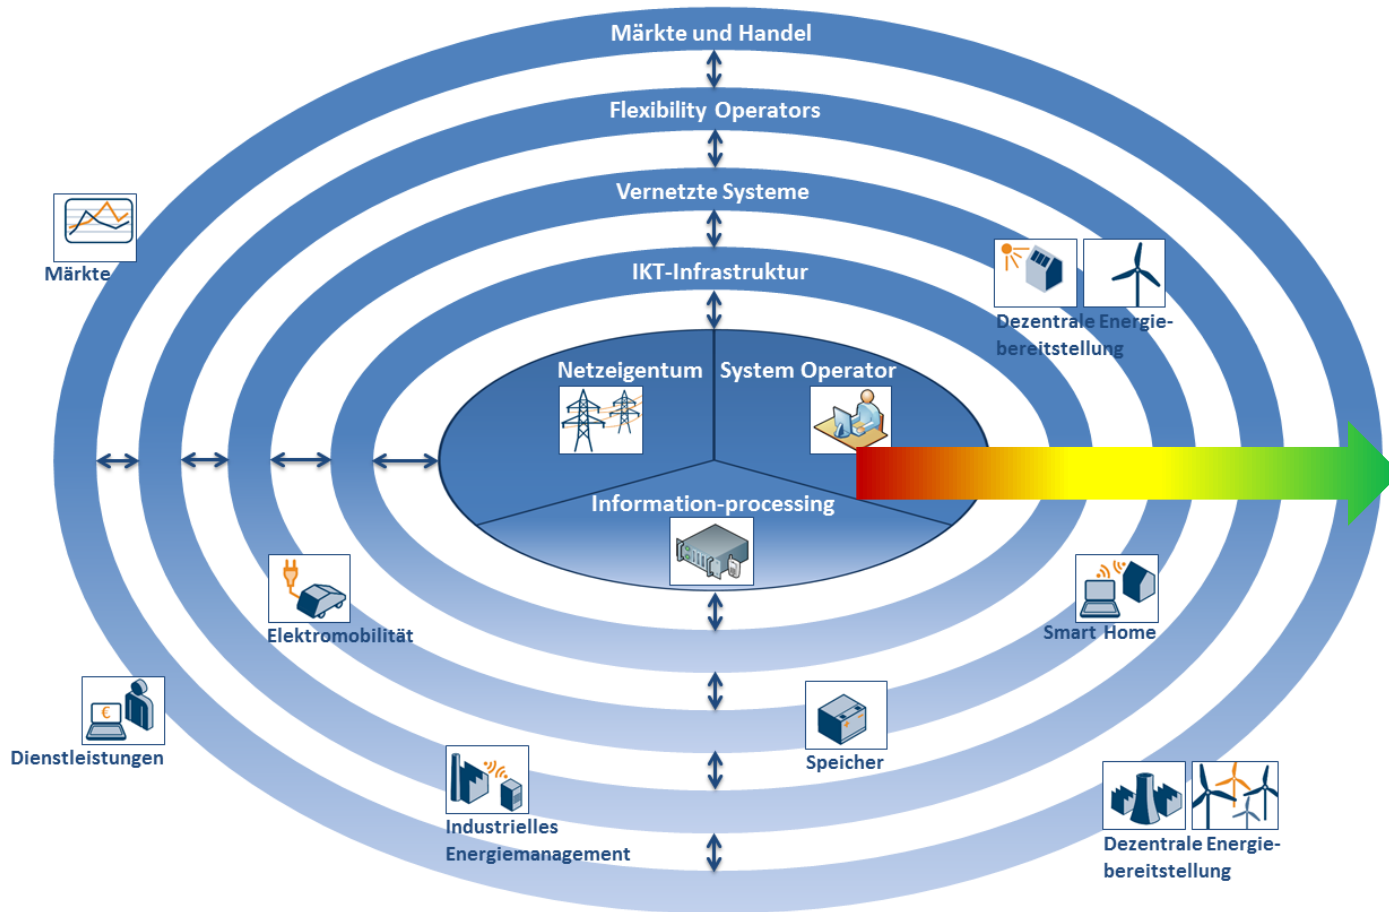 Märkte und Handel
Flexibility Operators
Vernetzte Systeme
IKT-Infrastruktur
Märkte
Dezentrale Energie-
bereitstellung
Netzeigentum
System Operator
Information-processing
Elektromobilität
Smart Home
€
Dienstleistungen
Speicher
Industrielles
Energiemanagement
Dezentrale Energie-
bereitstellung